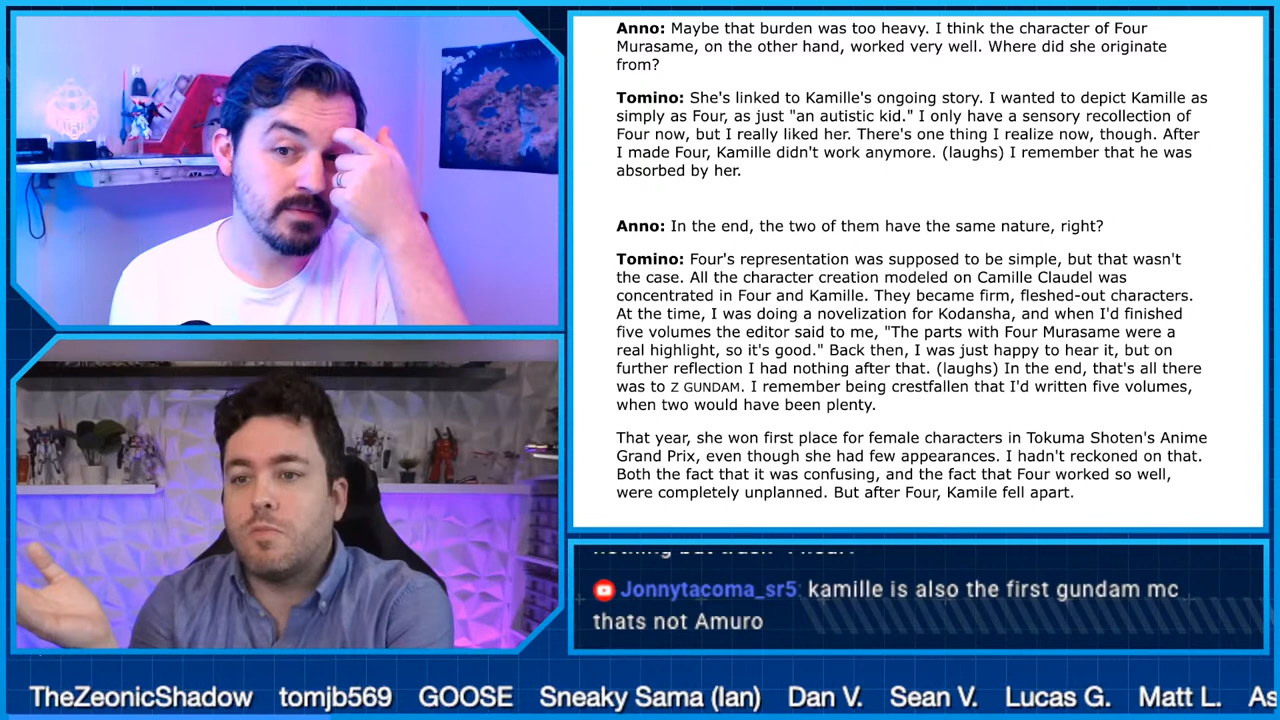 Anno: Maybe that burden was too heavy. I think the character of Four
Murasame, on the other hand, worked very well. Where did she originate
from?
Tomino: She's linked to Kamille's ongoing story. I wanted to depict Kamille as
simply as Four, as just "an autistic kid." I only have a sensory recollection of
Four now, but I really liked her. There's one thing I realize now, though. After
I made Four, Kamille didn't work anymore. (laughs) I remember that he was
absorbed by her.
Anno: In the end, the two of them have the same nature, right?
Tomino: Four's representation was supposed to be simple, but that wasn't
the case. All the character creation modeled on Camille Claudel was
concentrated in Four and Kamille. They became firm, fleshed-out characters.
At the time, I was doing a novelization for Kodansha, and when I'd finished
five volumes the editor said to me, "The parts with Four Murasame were a
real highlight, so it's good." Back then, I was just happy to hear it, but on
further reflection I had nothing after that. (laughs) In the end, that's all there
was to Z GUNDAM. I remember being crestfallen that I'd written five volumes,
when two would have been plenty.
That year, she won first place for female characters in Tokuma Shoten's Anime
Grand Prix, even though she had few appearances. I hadn't reckoned on that.
Both the fact that it was confusing, and the fact that Four worked so well,
were completely unplanned. But after Four, Kamile fell apart.
Jonnytacoma_sr5: kamille is also the first gundam mc
thats not Amuro
TheZeonicShadow tomjb569 GOOSE Sneaky Sama (Ian) Dan V. Sean V. Lucas G. Matt L. As